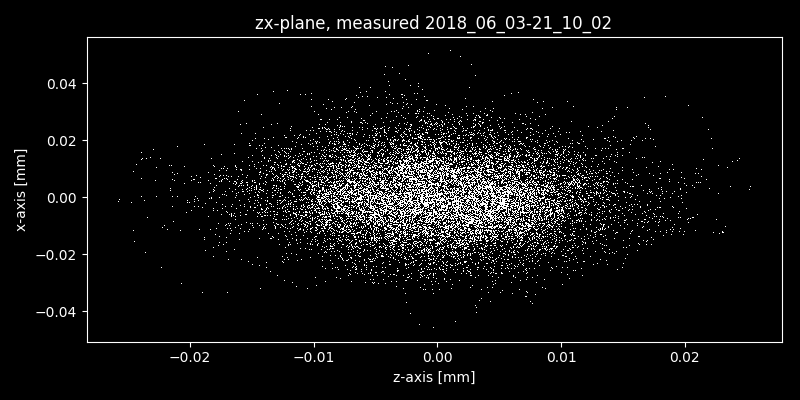 zx-plane, measured 2018_06_03-21_10_02
0.04
0.02
0.00
−0.02
−0.04
x-axis [mm]
−0.02 −0.01 0.00 0.01 0.02
z-axis [mm]